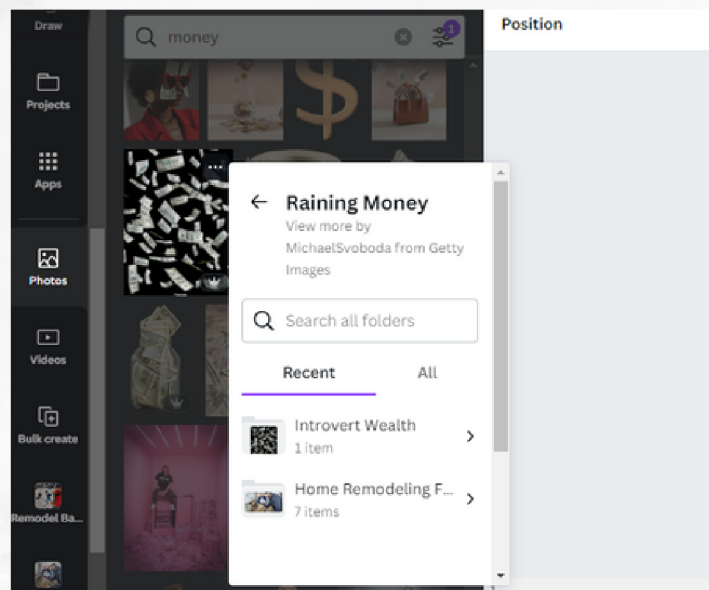 Draw
Projects
Apps
Photos
Videos
Bulk create
Remodel Ba...
money
1
Position
Raining Money
View more by
MichaelSvoboda from Getty
Images
Search all folders
Recent
All
Introvert Wealth
1 item
Home Remodeling F...
7 items